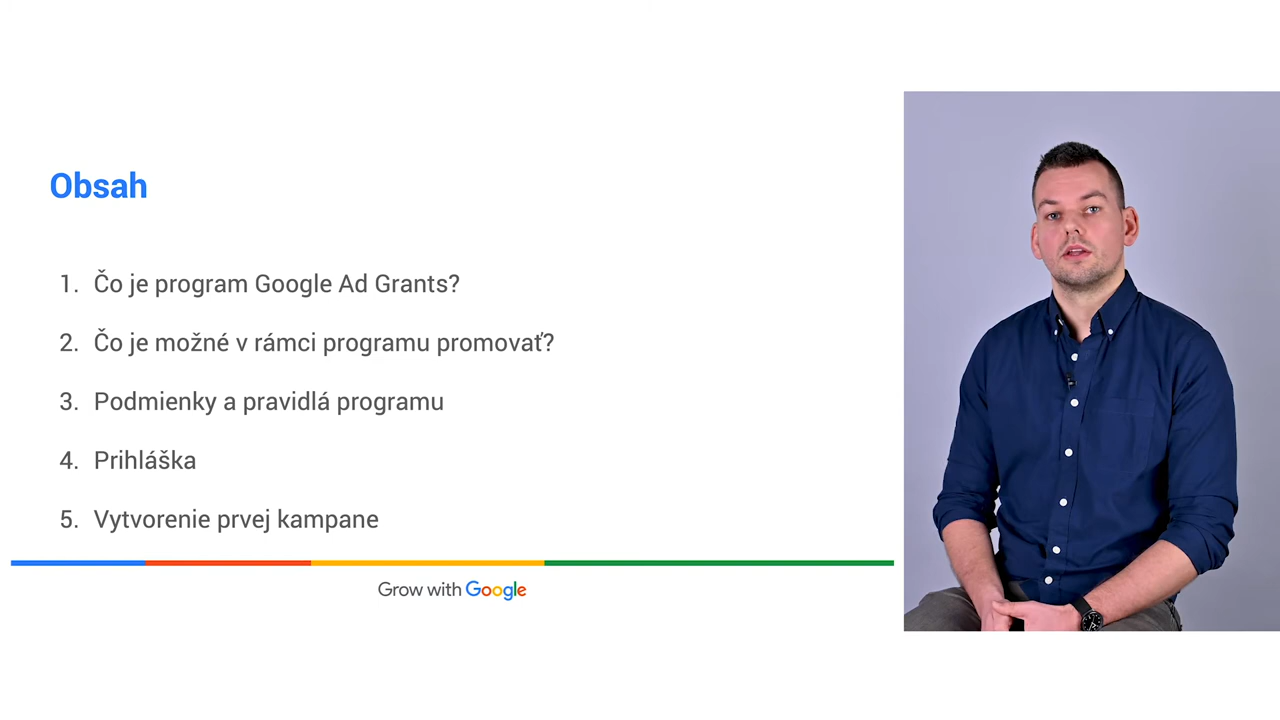 Obsah
1. Čo je program Google Ad Grants?
2. Čo je možné v rámci programu promovať?
3. Podmienky a pravidlá programu
4. Prihláška
5. Vytvorenie prvej kampane
Grow with Google